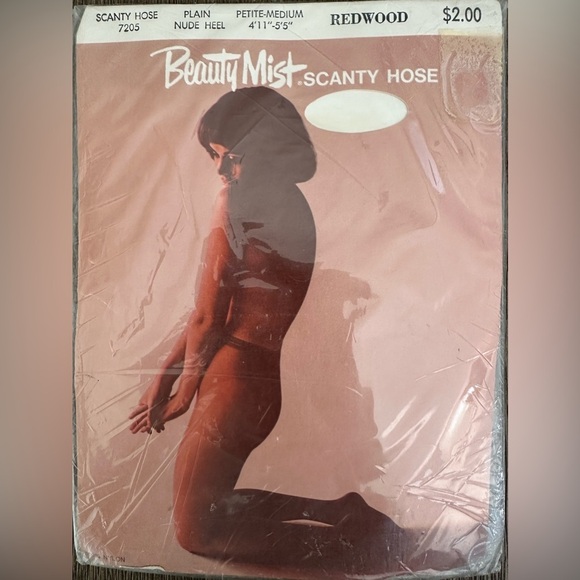 SCANTY HOSE PLAIN PETITE-MEDIUM REDWOOD $2.00
7205 NUDE HEEL 4'11"-5'5"
Beauty Mist SCANTY HOSE